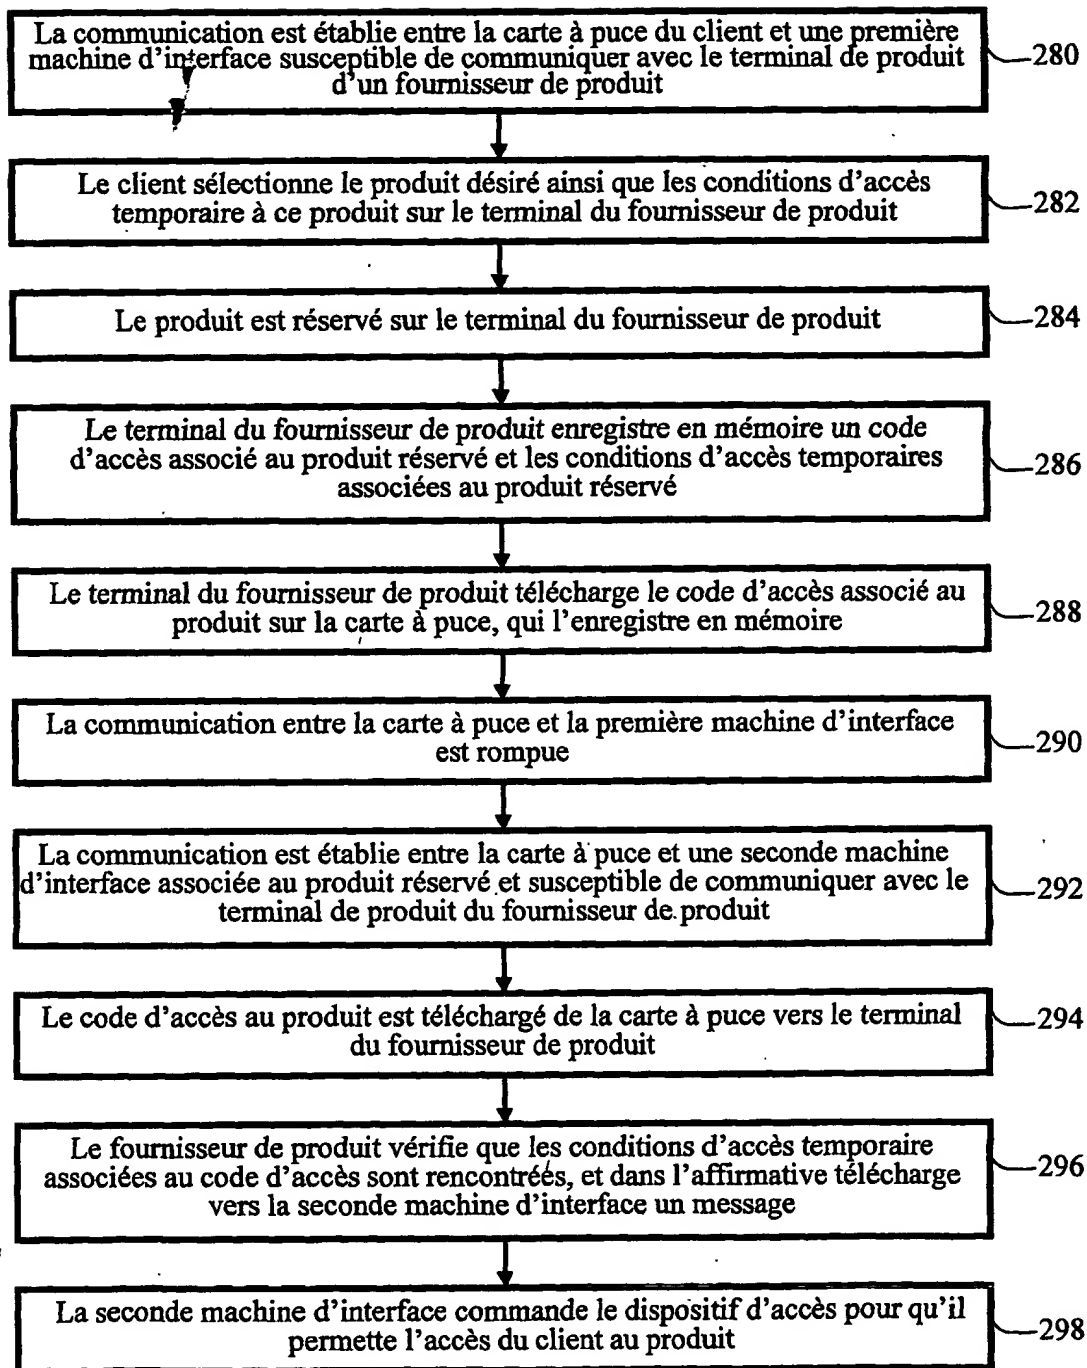 La communication est établie entre la carte à puce du client et une première
machine d'interface susceptible de communiquer avec le terminal de produit
d'un fournisseur de produit
280
Le client sélectionne le produit désiré ainsi que les conditions d'accès
temporaire à ce produit sur le terminal du fournisseur de produit
282
Le produit est réservé sur le terminal du fournisseur de produit
284
Le terminal du fournisseur de produit enregistre en mémoire un code
d'accès associé au produit réservé et les conditions d'accès temporaires
associées au produit réservé
286
Le terminal du fournisseur de produit télécharge le code d'accès associé au
produit sur la carte à puce, qui l'enregistre en mémoire
288
La communication entre la carte à puce et la première machine d'interface
est rompue
290
La communication est établie entre la carte à puce et une seconde machine
d'interface associée au produit réservé et susceptible de communiquer avec le
terminal de produit du fournisseur de produit
292
Le code d'accès au produit est téléchargé de la carte à puce vers le terminal
du fournisseur de produit
294
Le fournisseur de produit vérifie que les conditions d'accès temporaire
associées au code d'accès sont rencontréés, et dans l'affirmative télécharge
vers la seconde machine d'interface un message
296
La seconde machine d'interface commande le dispositif d'accès pour qu'il
permette l'accès du client au produit
298